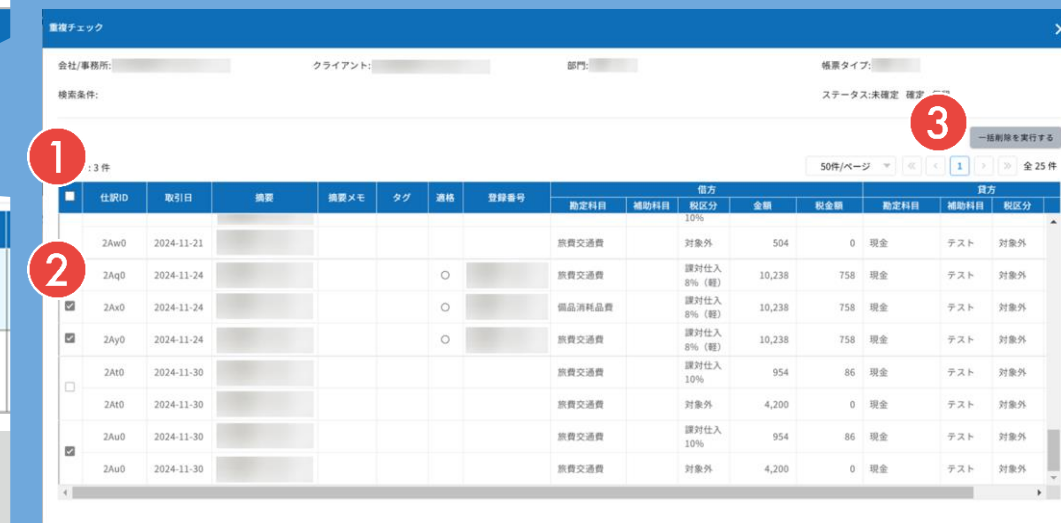 重複チェック
会社/事務所: クライアント: 部門: 帳票タイプ:
検索条件: ステータス:未確定 確定
3
一括削除を実行する
1
: 3 件 50件/ページ 1 全 25 件
借方 貸方
仕訳ID 取引日 摘要 摘要メモ タグ 適格 登録番号 勘定科目 補助科目 税区分 金額 税金額 勘定科目 補助科目 税区分
10%
2Aw0 2024-11-21 旅費交通費 対象外 504 0 現金 テスト 対象外
2
2Aq0 2024-11-24 ○ 旅費交通費 課対仕入 8%（軽） 10,238 758 現金 テスト 対象外
2Ax0 2024-11-24 ○ 備品消耗品費 課対仕入 8%（軽） 10,238 758 現金 テスト 対象外
2Ay0 2024-11-24 ○ 旅費交通費 課対仕入 8%（軽） 10,238 758 現金 テスト 対象外
2At0 2024-11-30 旅費交通費 課対仕入 10% 954 86 現金 テスト 対象外
2At0 2024-11-30 旅費交通費 対象外 4,200 0 現金 テスト 対象外
2Au0 2024-11-30 旅費交通費 課対仕入 10% 954 86 現金 テスト 対象外
2Au0 2024-11-30 旅費交通費 対象外 4,200 0 現金 テスト 対象外